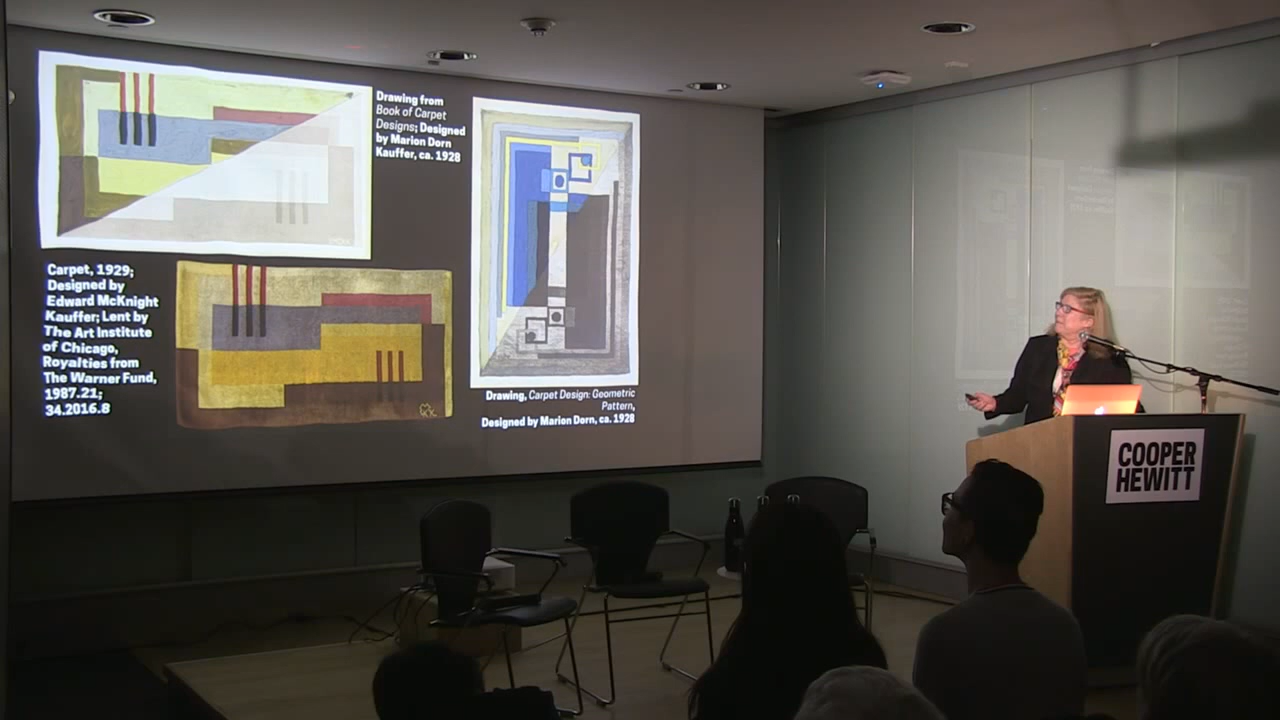 Drawing from
Book of Carpet
Designs; Designed
by Marion Dorn
Kauffer, ca. 1928
Carpet, 1929;
Designed by
Edward McKnight
Kauffer; Lent by
The Art Institute
of Chicago,
Royalties from
The Warner Fund,
1987.21;
34.2016.8
Drawing, Carpet Design: Geometric
Pattern,
Designed by Marion Dorn, ca. 1928
COOPER
HEWITT